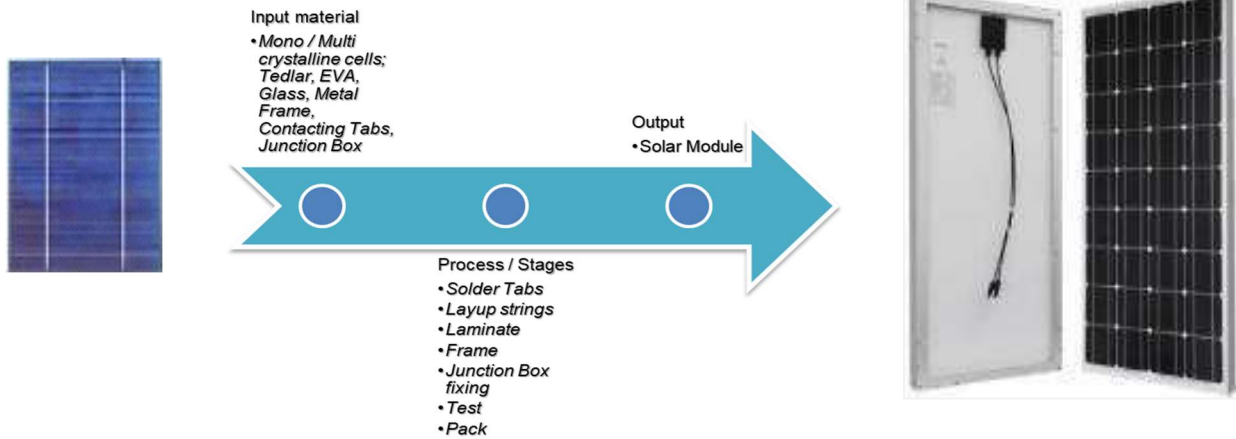 Input material
•Mono / Multi
crystalline cells;
Tedlar, EVA,
Glass, Metal
Frame,
Contacting Tabs,
Junction Box
Output
•Solar Module
Process / Stages
•Solder Tabs
•Layup strings
•Laminate
•Frame
•Junction Box
fixing
•Test
•Pack